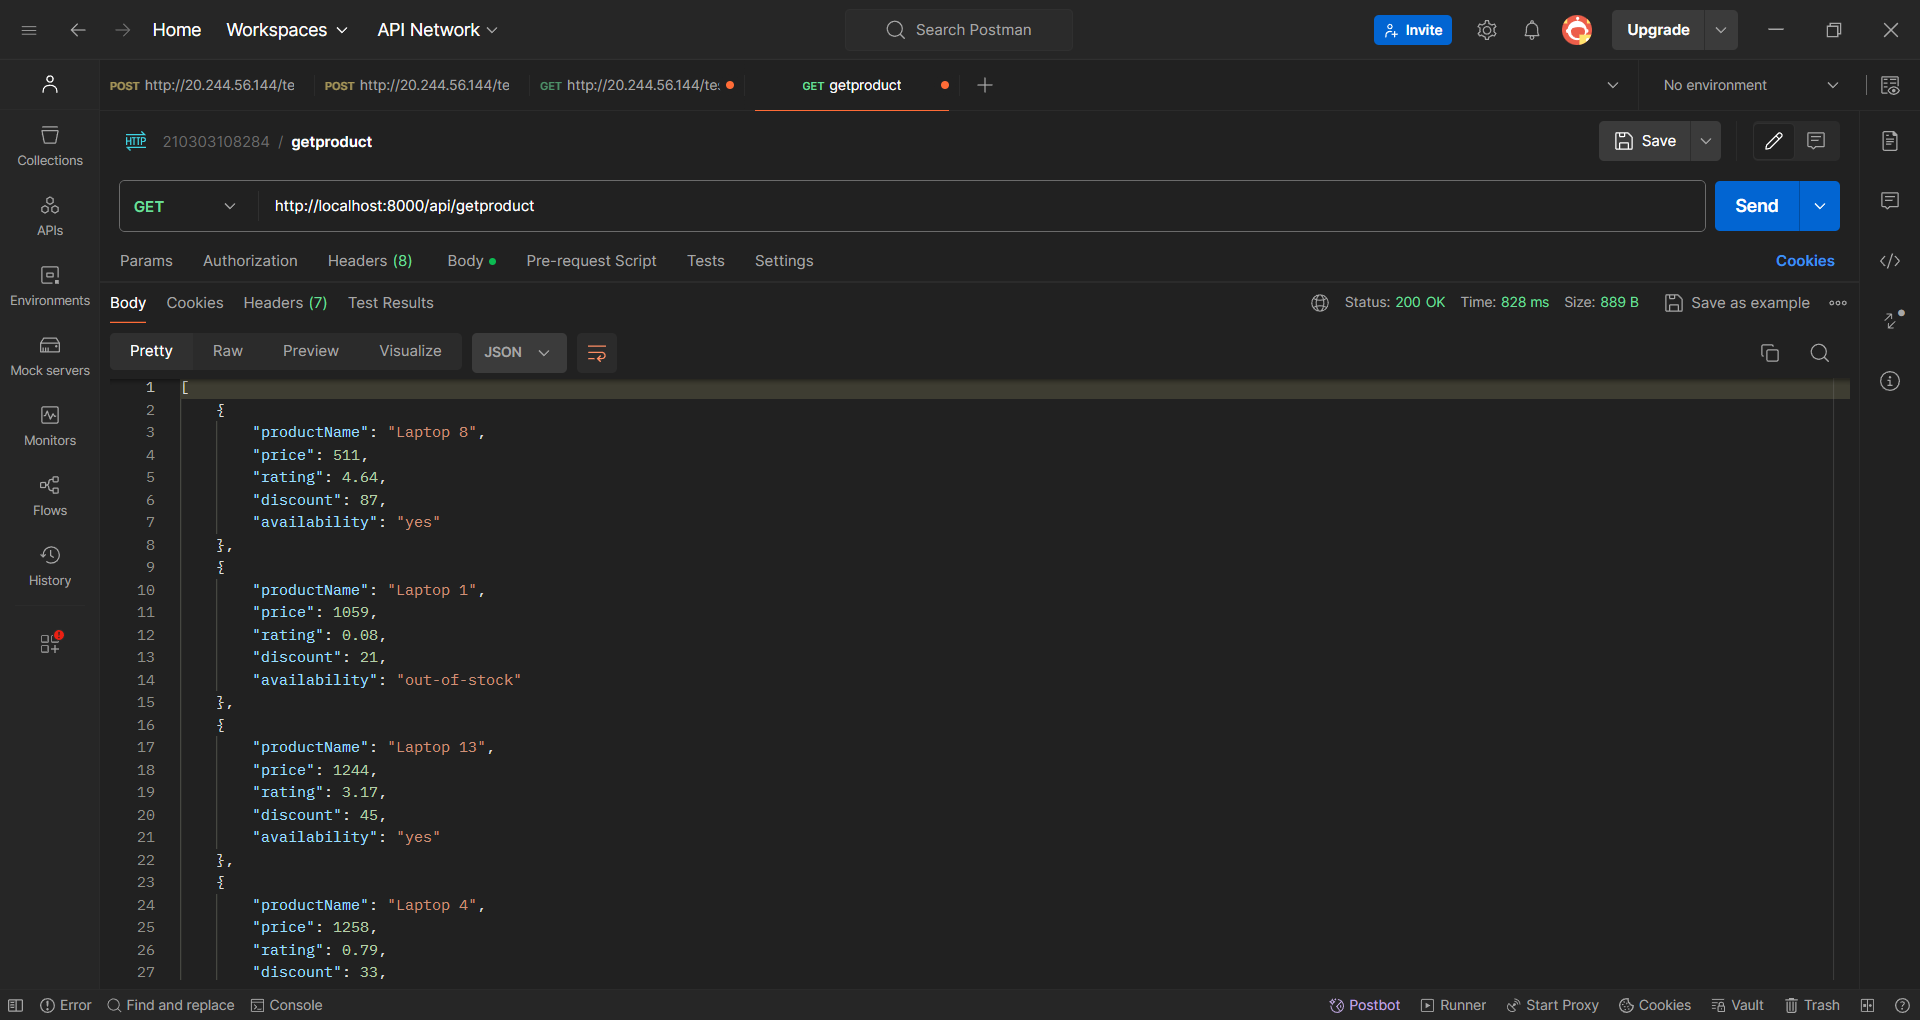 Home Workspaces API Network Search Postman Invite Upgrade
POST http://20.244.56.144/te POST http://20.244.56.144/te GET http://20.244.56.144/te: GET getproduct No environment
HTTP 210303108284 / getproduct Save
GET http://localhost:8000/api/getproduct Send
Params Authorization Headers (8) Body Pre-request Script Tests Settings Cookies
Body Cookies Headers (7) Test Results Status: 200 OK Time: 828 ms Size: 889 B Save as example
Pretty Raw Preview Visualize JSON
Collections
APIs
Environments
Mock servers
Monitors
Flows
History
1 [
2 {
3 "productName": "Laptop 8",
4 "price": 511,
5 "rating": 4.64,
6 "discount": 87,
7 "availability": "yes"
8 },
9 {
10 "productName": "Laptop 1",
11 "price": 1059,
12 "rating": 0.08,
13 "discount": 21,
14 "availability": "out-of-stock"
15 },
16 {
17 "productName": "Laptop 13",
18 "price": 1244,
19 "rating": 3.17,
20 "discount": 45,
21 "availability": "yes"
22 },
23 {
24 "productName": "Laptop 4",
25 "price": 1258,
26 "rating": 0.79,
27 "discount": 33,
Error Find and replace Console Postbot Runner Start Proxy Cookies Vault Trash